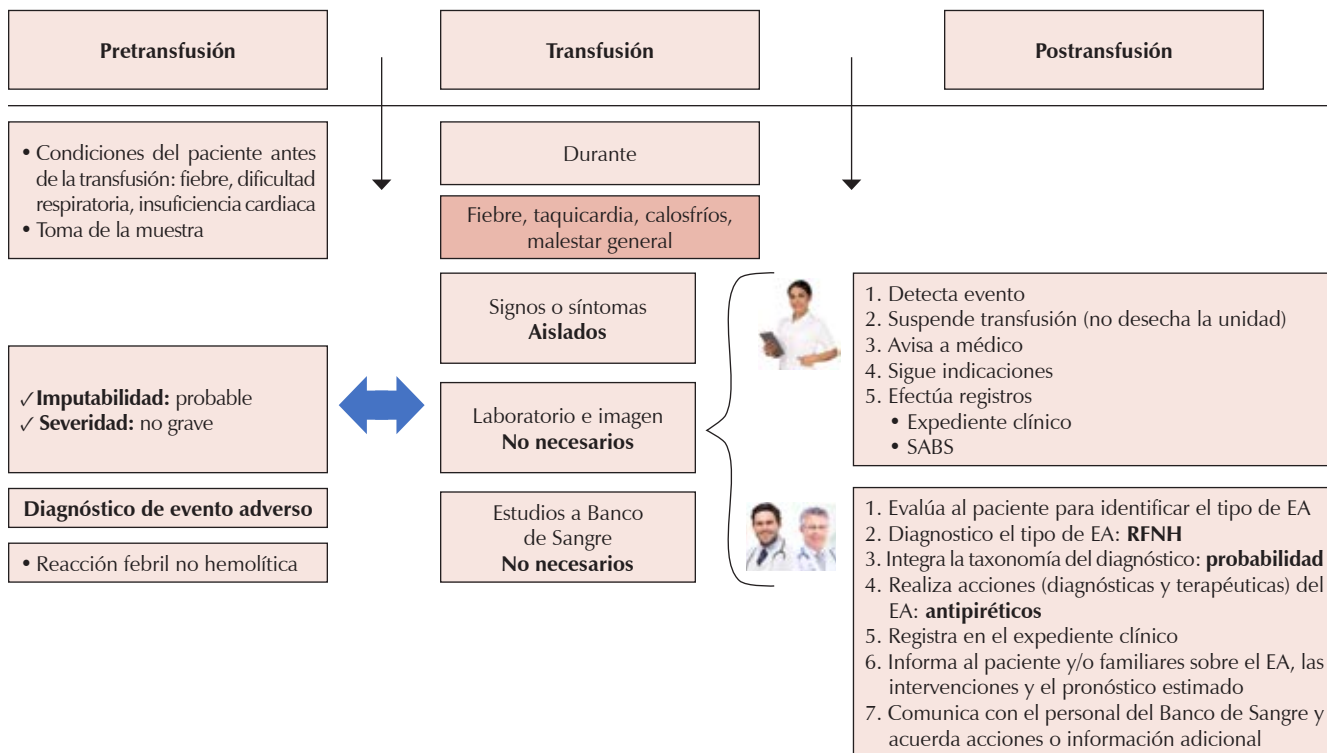 Pretransfusión
Transfusión
Postransfusión
• Condiciones del paciente antes
de la transfusión: fiebre, dificultad
respiratoria, insuficiencia cardiaca
• Toma de la muestra
Durante
Fiebre, taquicardia, calosfríos,
malestar general
Signos o síntomas
Aislados
✓ Imputabilidad: probable
✓ Severidad: no grave
Laboratorio e imagen
No necesarios
Diagnóstico de evento adverso
• Reacción febril no hemolítica
Estudios a Banco
de Sangre
No necesarios
1. Detecta evento
2. Suspende transfusión (no desecha la unidad)
3. Avisa a médico
4. Sigue indicaciones
5. Efectúa registros
• Expediente clínico
• SABS
1. Evalúa al paciente para identificar el tipo de EA
2. Diagnostico el tipo de EA: RFNH
3. Integra la taxonomía del diagnóstico: probabilidad
4. Realiza acciones (diagnósticas y terapéuticas) del
EA: antipiréticos
5. Registra en el expediente clínico
6. Informa al paciente y/o familiares sobre el EA, las
intervenciones y el pronóstico estimado
7. Comunica con el personal del Banco de Sangre y
acuerda acciones o información adicional